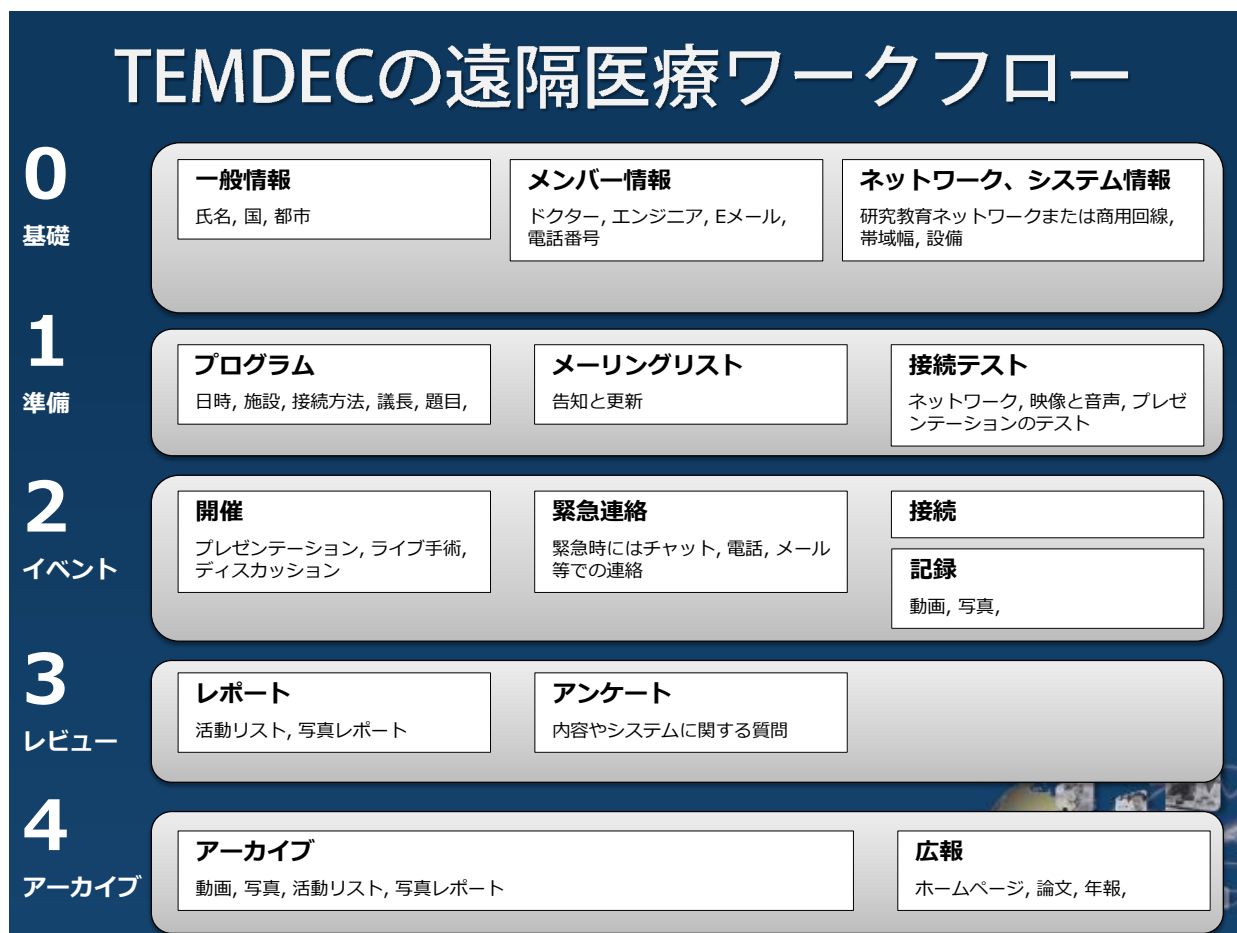 TEMDECの遠隔医療ワークフロー
0
基礎
一般情報
氏名, 国, 都市
メンバー情報
ドクター, エンジニア, Eメール,
電話番号
ネットワーク、システム情報
研究教育ネットワークまたは商用回線,
帯域幅, 設備
1
準備
プログラム
日時, 施設, 接続方法, 議長, 題目,
メーリングリスト
告知と更新
接続テスト
ネットワーク, 映像と音声, プレゼ
ンテーションのテスト
2
イベント
開催
プレゼンテーション, ライブ手術,
ディスカッション
緊急連絡
緊急時にはチャット, 電話, メール
等での連絡
接続
記録
動画, 写真,
3
レビュー
レポート
活動リスト, 写真レポート
アンケート
内容やシステムに関する質問
4
アーカイブ
アーカイブ
動画, 写真, 活動リスト, 写真レポート
広報
ホームページ, 論文, 年報,